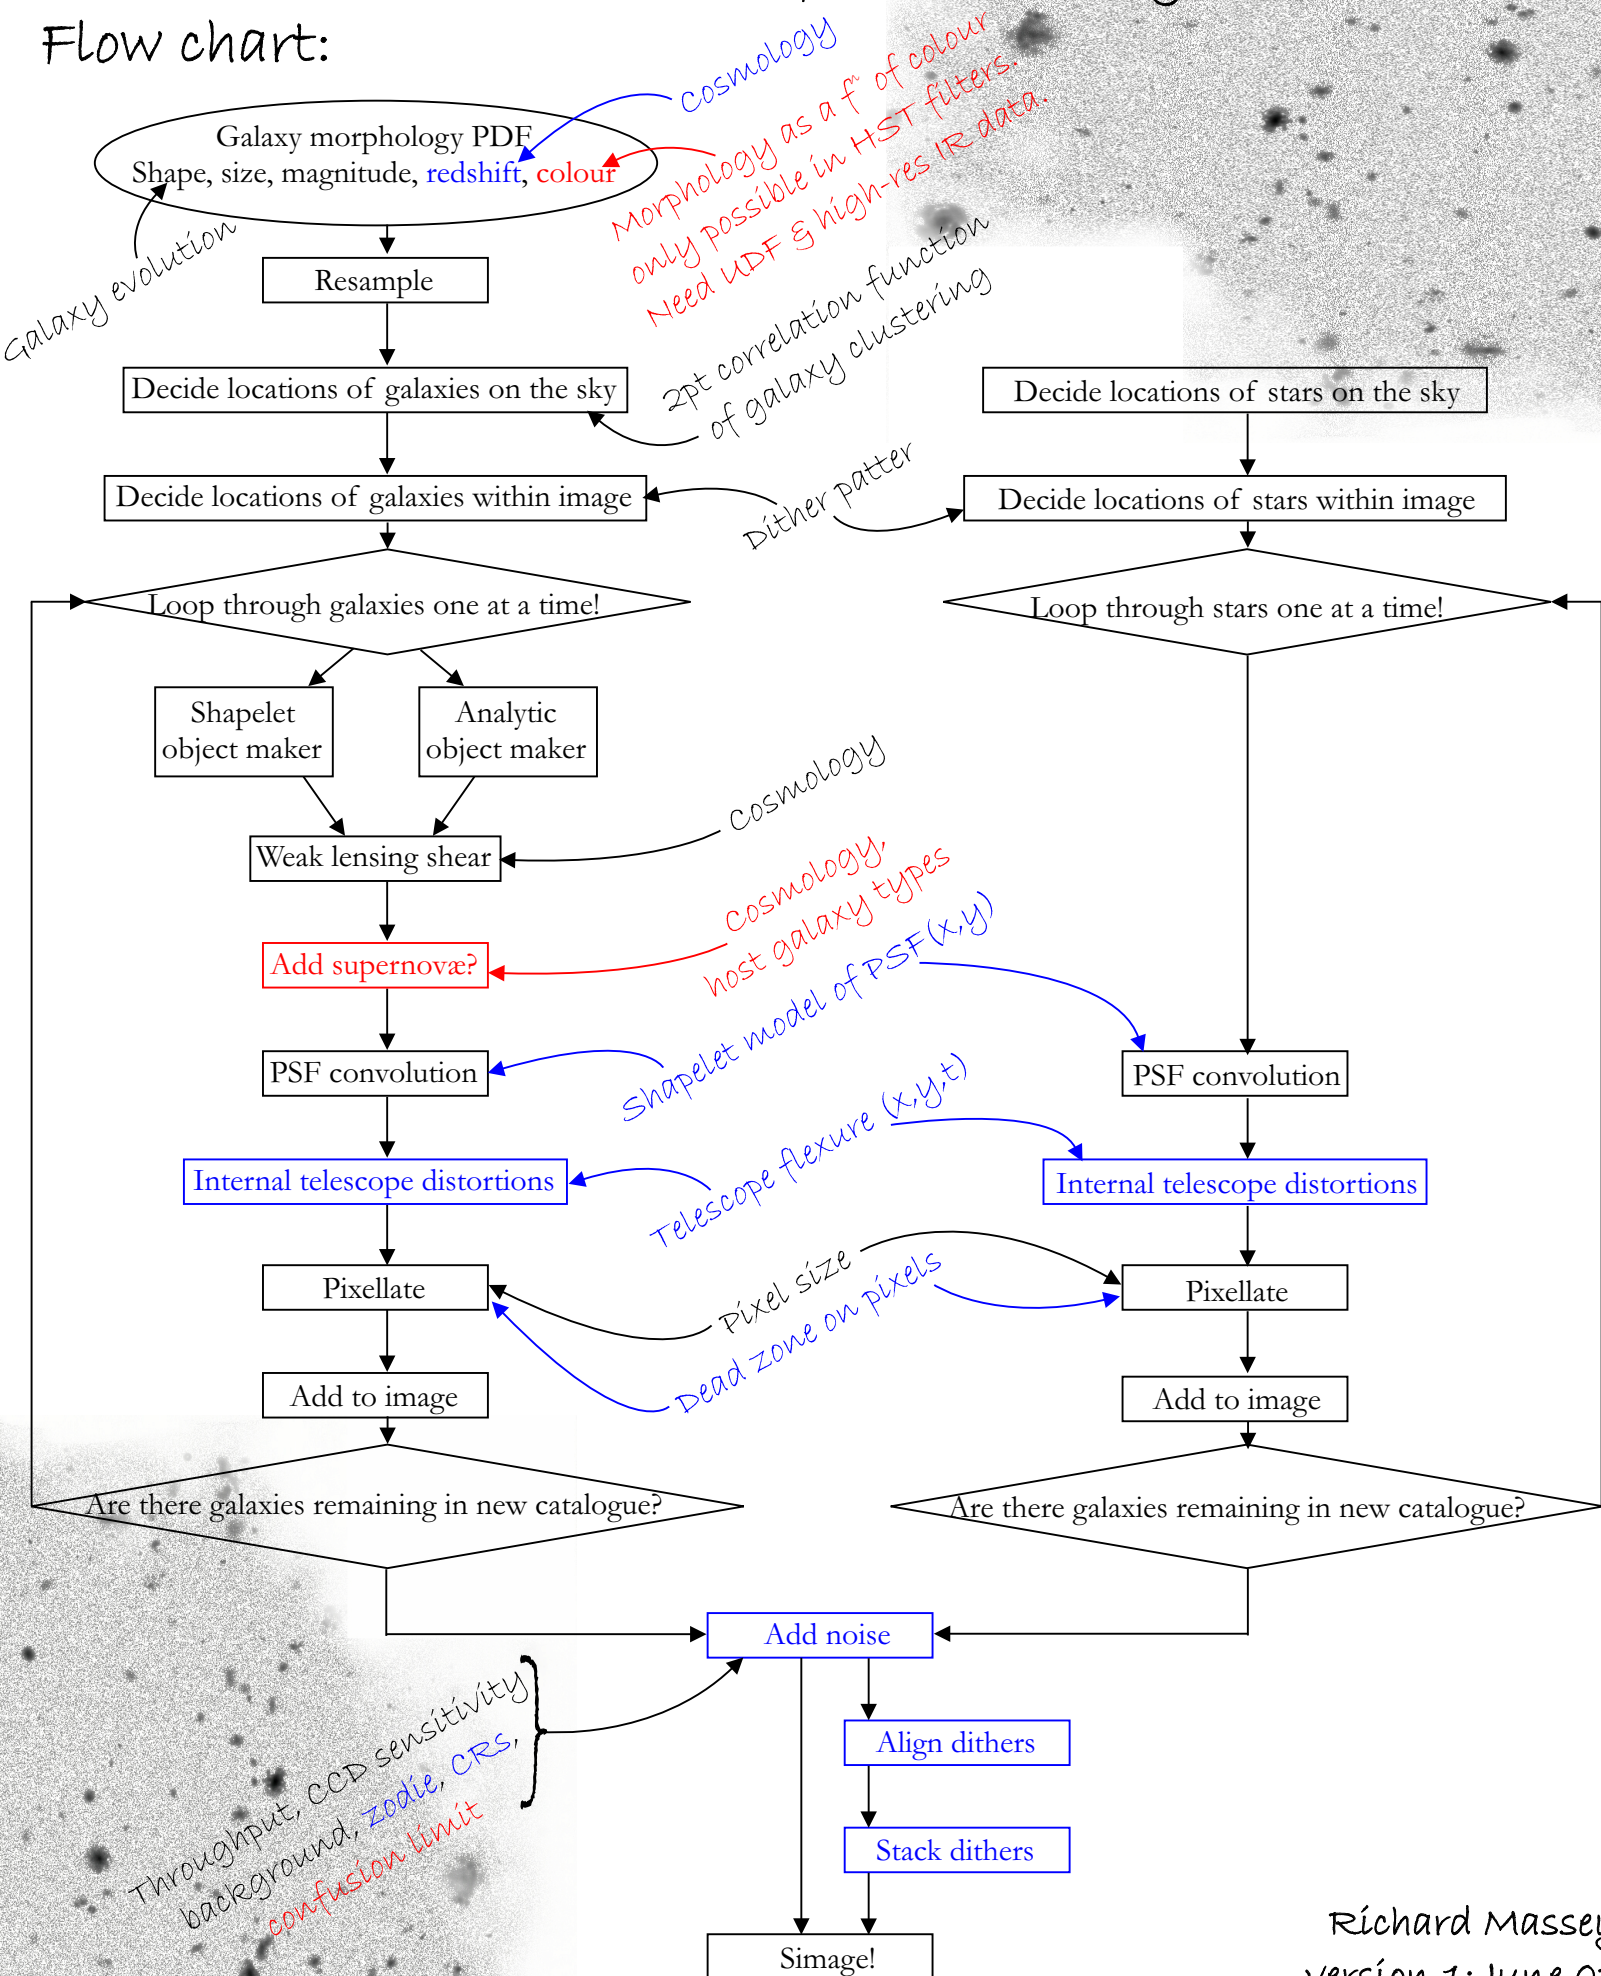 Flow chart:
Cosmology
Morphology as a fⁿ of colour
only possible in HST filters.
Need UDF & high-res IR data.
Galaxy morphology PDF
Shape, size, magnitude, redshift, colour
Galaxy evolution
Resample
2pt correlation function
of galaxy clustering
Decide locations of galaxies on the sky
Decide locations of stars on the sky
Dither patter
Decide locations of galaxies within image
Decide locations of stars within image
Loop through galaxies one at a time!
Loop through stars one at a time!
Shapelet
object maker
Analytic
object maker
Cosmology
Weak lensing shear
Cosmology,
host galaxy types
Add supernovæ?
Shapelet model of PSF(x,y)
PSF convolution
PSF convolution
Telescope flexure (x,y,t)
Internal telescope distortions
Internal telescope distortions
Pixel size
Dead zone on pixels
Pixellate
Pixellate
Add to image
Add to image
Are there galaxies remaining in new catalogue?
Are there galaxies remaining in new catalogue?
Add noise
Throughput, CCD sensitivity
background, zodie, CRs,
confusion limit
Align dithers
Stack dithers
Simage!
Richard Massey
version 1: June